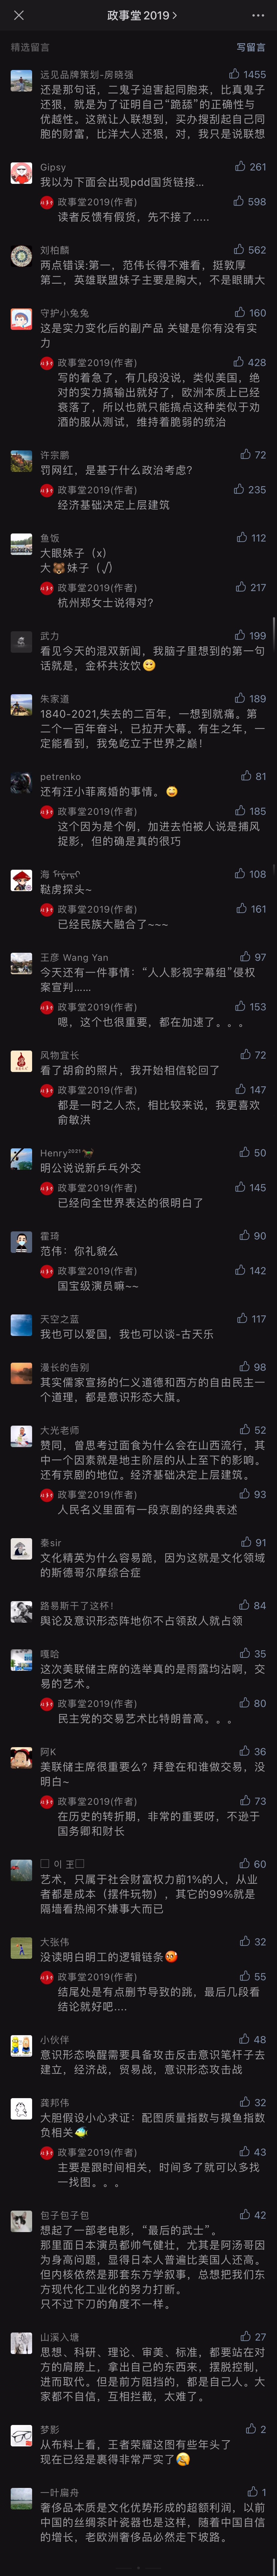 政事堂2019
精选留言
写留言
远见品牌策划-房晓强
1455
还是那句话，二鬼子迫害起同胞来，比真鬼子
还狠，就是为了证明自己“跪舔”的正确性与
优越性。这就让人联想到，买办搜刮起自己同
胞的财富，比洋大人还狠，对，我只是说联想
Gipsy
261
我以为下面会出现pdd国货链接...
政事堂2019(作者)
598
读者反馈有假货，先不接了.....
刘柏麟
562
两点错误:第一，范伟长得不难看，挺敦厚
第二，英雄联盟妹子主要是胸大，不是眼睛大
守护小兔兔
160
这是实力变化后的副产品 关键是你有没有实
力
政事堂2019(作者)
428
写的着急了，有几段没说，类似美国，绝
对的实力搞输出就好了，欧洲本质上已经
衰落了，所以也就只能搞点这种类似于劝
酒的服从测试，维持着脆弱的统治
许宗鹏
72
罚网红，是基于什么政治考虑？
政事堂2019(作者)
235
经济基础决定上层建筑
鱼饭
112
大眼妹子（x）
大🐻妹子（√）
政事堂2019(作者)
217
杭州郑女士说得对？
武力
199
看见今天的混双新闻，我脑子里想到的第一句
话就是，金杯共汝饮🥺
朱家道
189
1840-2021,失去的二百年，一想到就痛。第
二个一百年奋斗，已拉开大幕。有生之年，一
定能看到，我兔屹立于世界之巅！
petrenko
81
还有汪小菲离婚的事情。😜
政事堂2019(作者)
185
这个因为是个例，加进去怕被人说是捕风
捉影，但的确是真的很巧
海
108
鞑虏探头~
政事堂2019(作者)
161
已经民族大融合了~~~
王彦 Wang Yan
97
今天还有一件事情：“人人影视字幕组”侵权
案宣判......
政事堂2019(作者)
153
嗯，这个也很重要，都在加速了。。。
风物宜长
72
看了胡俞的照片，我开始相信轮回了
政事堂2019(作者)
147
都是一时之人杰，相比较来说，我更喜欢
俞敏洪
Henry²⁰²¹🐂
50
明公说说新乒乓外交
政事堂2019(作者)
145
已经向全世界表达的很明白了
霍琦
90
范伟：你礼貌么
政事堂2019(作者)
142
国宝级演员嘛~~
天空之蓝
117
我也可以爱国，我也可以谈-古天乐
漫长的告别
98
其实儒家宣扬的仁义道德和西方的自由民主一
个道理，都是意识形态大旗。
大光老师
52
赞同，曾思考过面食为什么会在山西流行，其
中一个因素就是地主阶层的从上至下的影响。
还有京剧的地位。经济基础决定上层建筑。
政事堂2019(作者)
93
人民名义里面有一段京剧的经典表述
秦sir
91
文化精英为什么容易跪，因为这就是文化领域
的斯德哥尔摩综合症
路易斯干了这杯！
84
舆论及意识形态阵地你不占领敌人就占领
嘎哈
35
这次美联储主席的选举真的是雨露均沾啊，交
易的艺术。
政事堂2019(作者)
80
民主党的交易艺术比特朗普高。。。
阿K
36
美联储主席很重要么？拜登在和谁做交易，没
明白~
政事堂2019(作者)
73
在历史的转折期，非常的重要呀，不逊于
国务卿和财长
이 王
60
艺术，只属于社会财富权力前1%的人，从业
者都是成本（摆件玩物），其它的99%就是
隔墙看热闹不嫌事大而已
大张伟
32
没读明白明工的逻辑链条🥵
政事堂2019(作者)
55
结尾处是有点删节导致的跳，最后几段看
结论就好吧....
小伙伴
48
意识形态唤醒需要具备攻击反击意识笔杆子去
建立，经济战，贸易战，意识形态攻击战
龚邦伟
32
大胆假设小心求证：配图质量指数与摸鱼指数
负相关🐠
政事堂2019(作者)
43
主要是跟时间相关，时间多了就可以多找
一找图。。。
包子包子包
42
想起了一部老电影，“最后的武士”。
那里面日本演员都帅气健壮，尤其是阿汤哥因
为身高问题，显得日本人普遍比美国人还高。
但内核依然是那套东方学叙事，总想把我们东
方现代化工业化的努力打断。
只不过下刀的角度不一样。
山溪入塘
27
思想、科研、理论、审美、标准，都要站在对
方的肩膀上，拿出自己的东西来，摆脱控制，
进而取代。但是前方阻挡的，都是自己人。大
家都不自信，互相拦截，太难了。
梦影
2
从布料上看，王者荣耀这图有些年头了
现在已经是裹得非常严实了🤣
一叶扁舟
1
奢侈品本质是文化优势形成的超额利润，以前
中国的丝绸茶叶瓷器也是这样，随着中国自信
的增长，老欧洲奢侈品必然走下坡路。